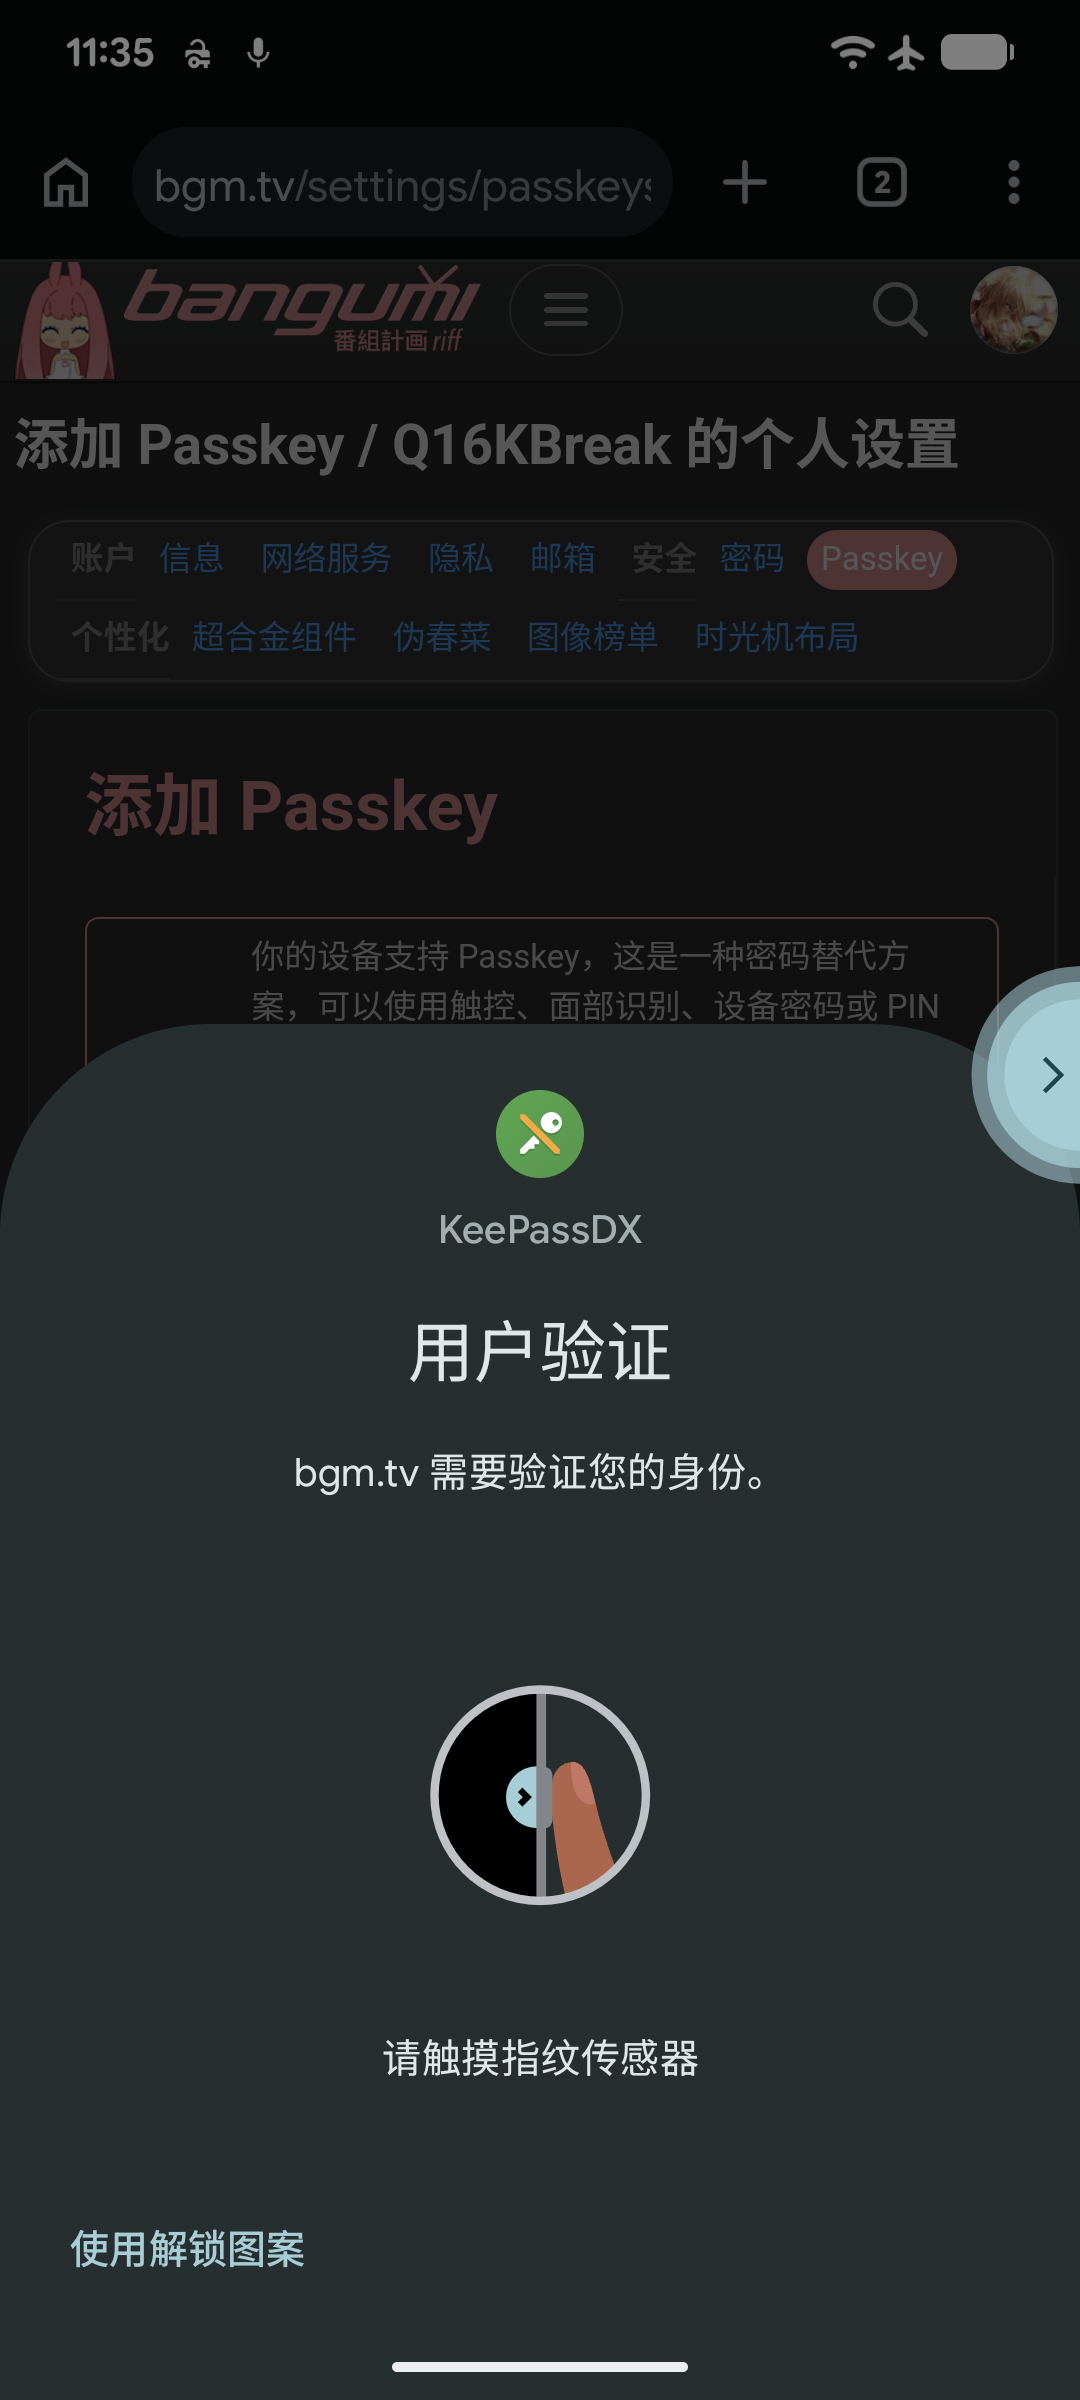 11:35
bgm.tv/settings/passkeys
2
bangumi
番組計画 riff
添加 Passkey / Q16KBreak 的个人设置
账户 信息 网络服务 隐私 邮箱 安全 密码 Passkey
个性化 超合金组件 伪春菜 图像榜单 时光机布局
添加 Passkey
你的设备支持 Passkey，这是一种密码替代方
案，可以使用触控、面部识别、设备密码或 PIN
KeePassDX
用户验证
bgm.tv 需要验证您的身份。
请触摸指纹传感器
使用解锁图案